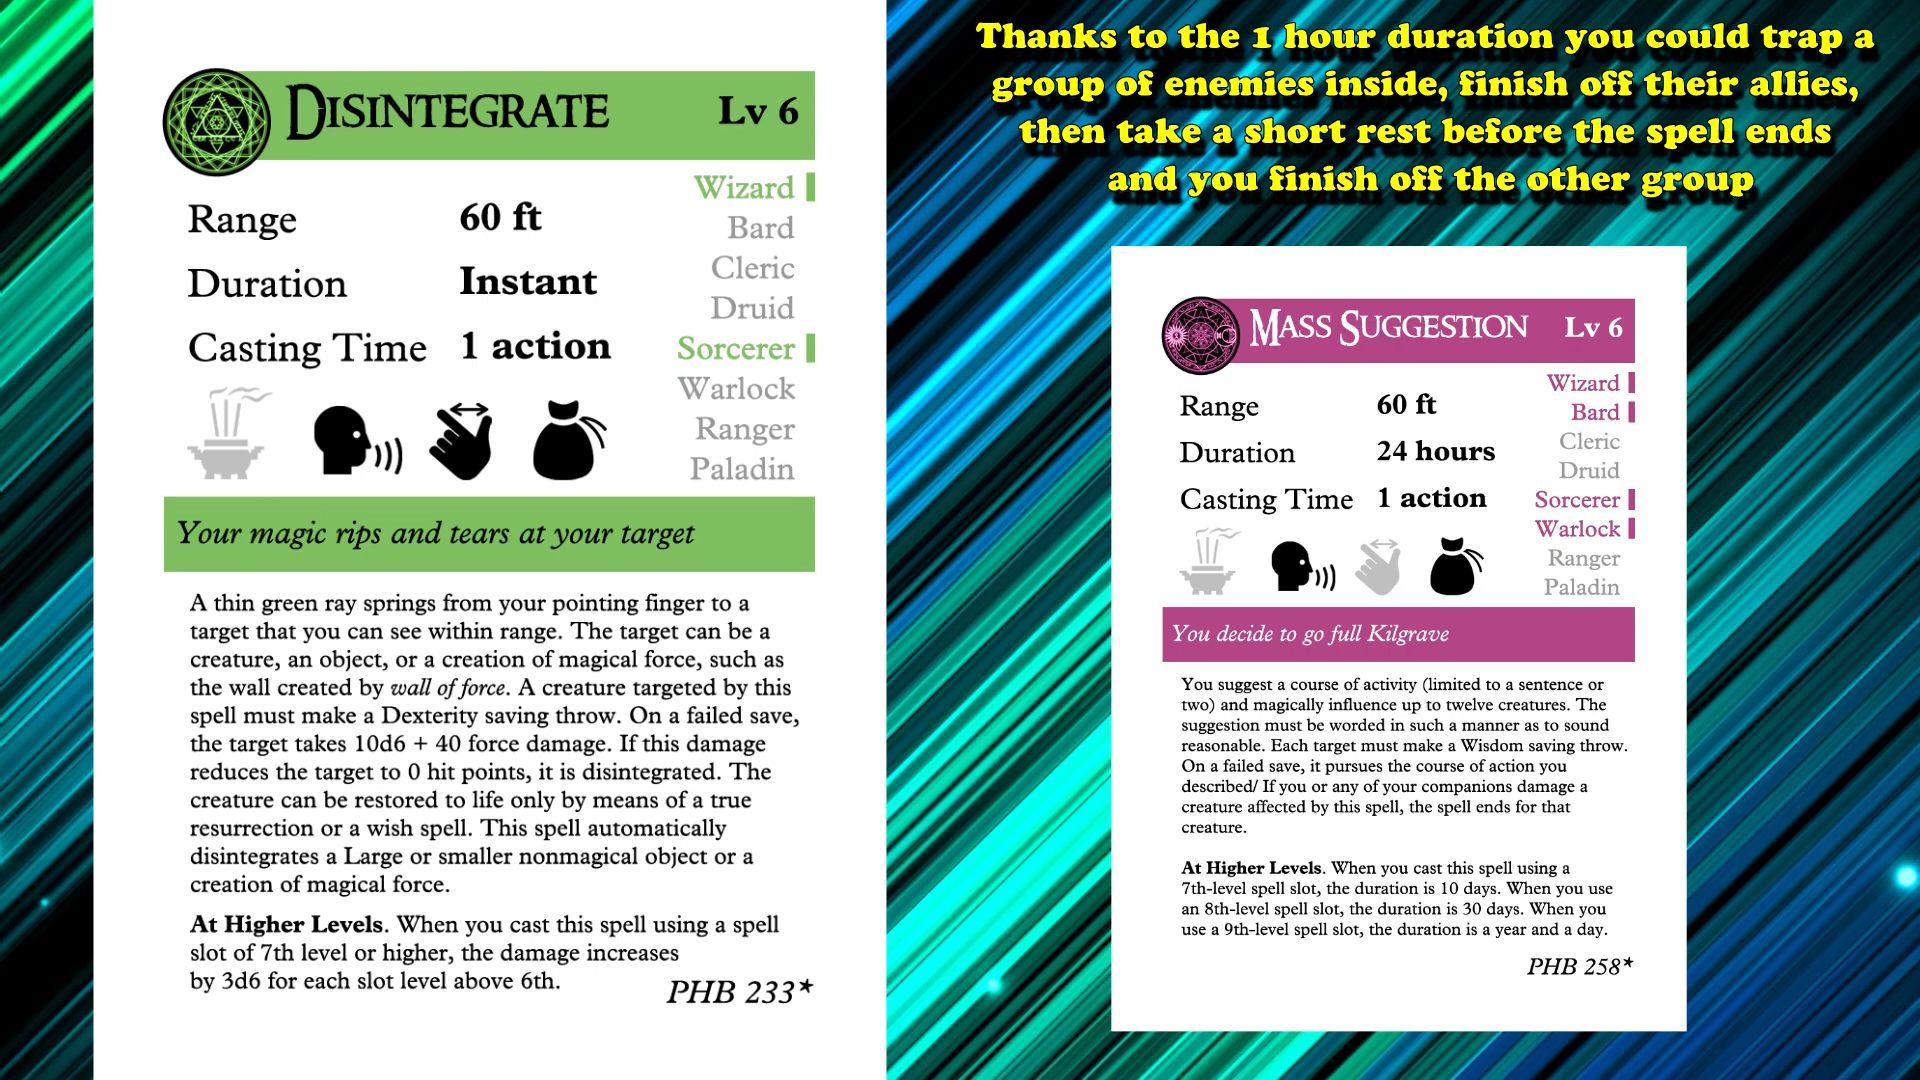 DISINTEGRATE Lv 6
Range 60 ft
Duration Instant
Casting Time 1 action
Wizard
Bard
Cleric
Druid
Sorcerer
Warlock
Ranger
Paladin
Your magic rips and tears at your target
A thin green ray springs from your pointing finger to a
target that you can see within range. The target can be a
creature, an object, or a creation of magical force, such as
the wall created by wall of force. A creature targeted by this
spell must make a Dexterity saving throw. On a failed save,
the target takes 10d6 + 40 force damage. If this damage
reduces the target to 0 hit points, it is disintegrated. The
creature can be restored to life only by means of a true
resurrection or a wish spell. This spell automatically
disintegrates a Large or smaller nonmagical object or a
creation of magical force.
At Higher Levels. When you cast this spell using a spell
slot of 7th level or higher, the damage increases
by 3d6 for each slot level above 6th.
PHB 233*
Thanks to the 1 hour duration you could trap a
group of enemies inside, finish off their allies,
then take a short rest before the spell ends
and you finish off the other group
MASS SUGGESTION Lv 6
Range 60 ft
Duration 24 hours
Casting Time 1 action
Wizard
Bard
Cleric
Druid
Sorcerer
Warlock
Ranger
Paladin
You decide to go full Kilgrave
You suggest a course of activity (limited to a sentence or
two) and magically influence up to twelve creatures. The
suggestion must be worded in such a manner as to sound
reasonable. Each target must make a Wisdom saving throw.
On a failed save, it pursues the course of action you
described/ If you or any of your companions damage a
creature affected by this spell, the spell ends for that
creature.
At Higher Levels. When you cast this spell using a
7th-level spell slot, the duration is 10 days. When you use
an 8th-level spell slot, the duration is 30 days. When you
use a 9th-level spell slot, the duration is a year and a day.
PHB 258*